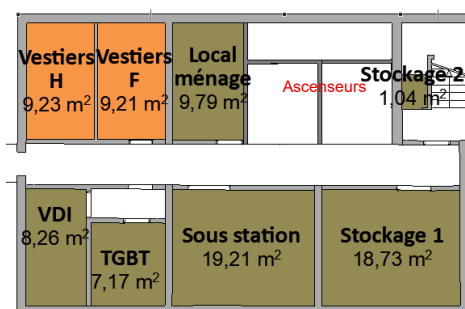 Vestiers
H
9,23 m²
Vestiers
F
9,21 m²
Local
ménage
9,79 m²
Ascenseurs
Stockage 2
1,04 m²
VDI
8,26 m²
TGBT
7,17 m²
Sous station
19,21 m²
Stockage 1
18,73 m²